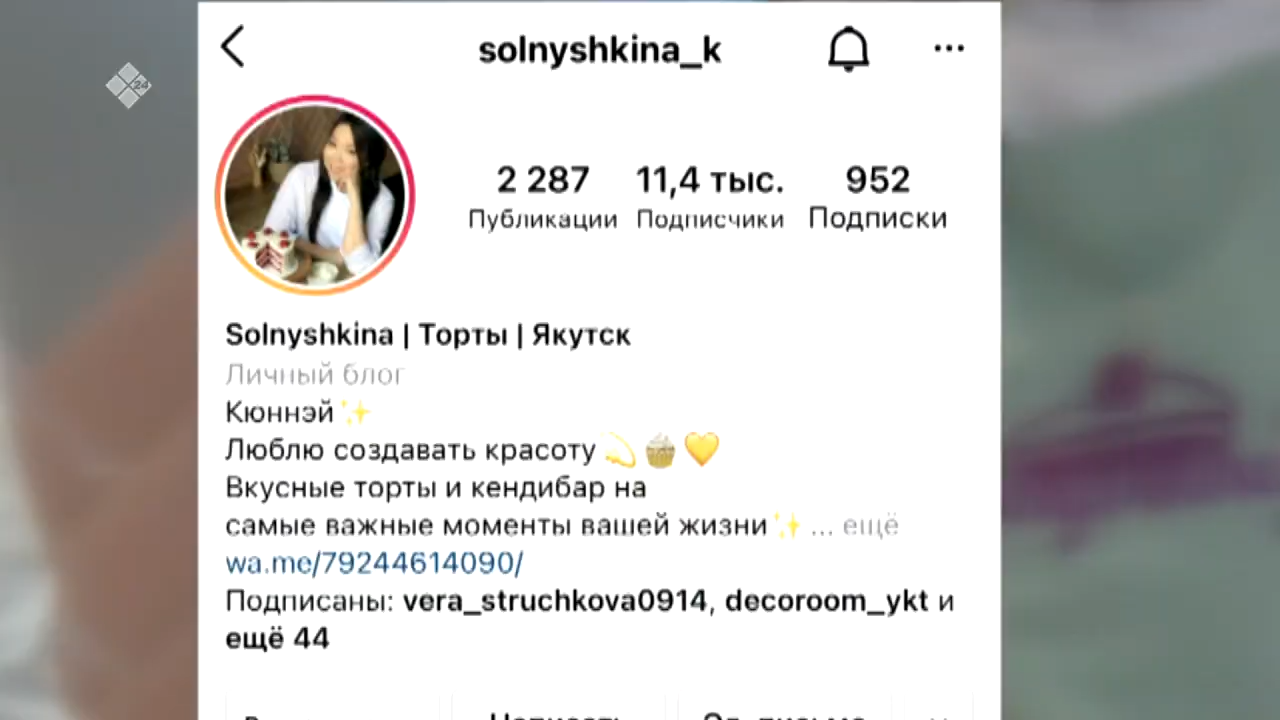 solnyshkina_k
24
2 287 11,4 тыс. 952
Публикации Подписчики Подписки
Solnyshkina | Торты | Якутск
Личный блог
Кюннэй
Люблю создавать красоту
Вкусные торты и кендибар на
самые важные моменты вашей жизни ... ещё
wa.me/79244614090/
Подписаны: vera_struchkova0914, decoroom_ykt и
ещё 44